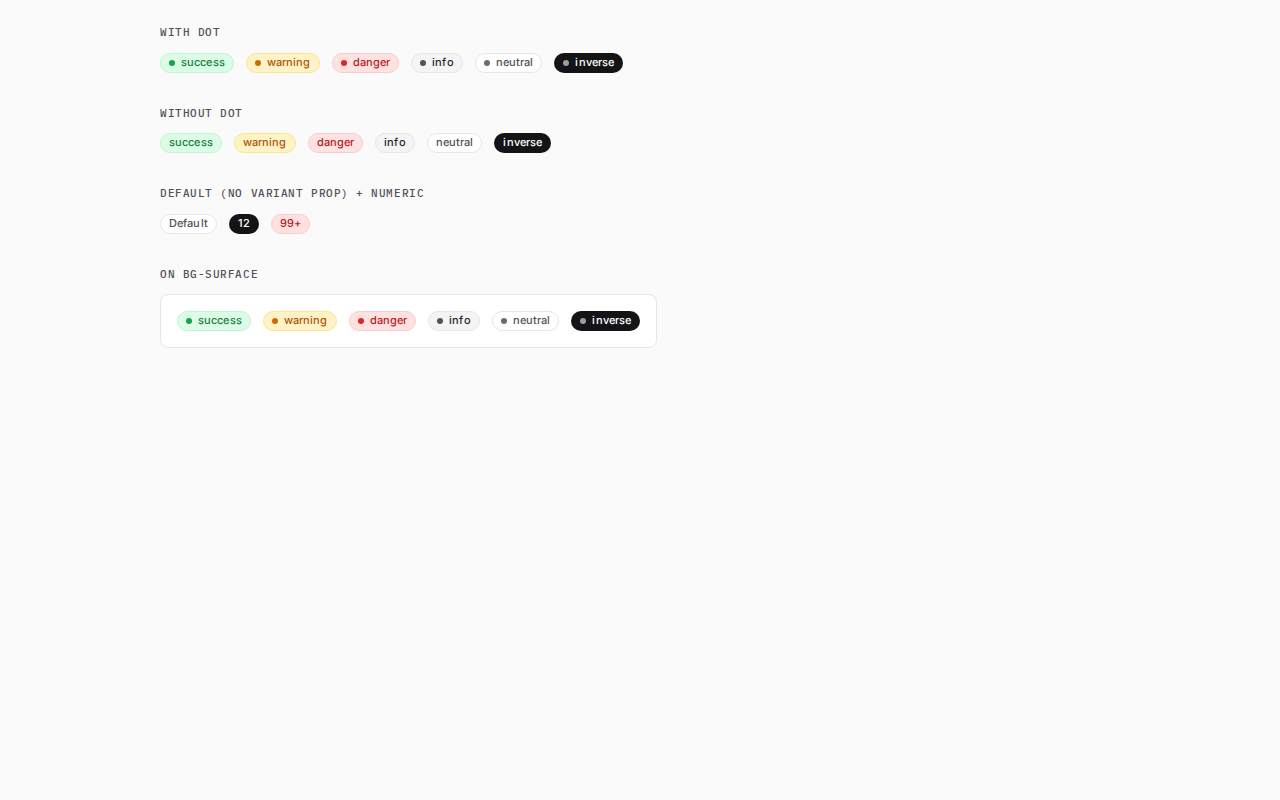 WITH DOT
success warning danger info neutral inverse
WITHOUT DOT
success warning danger info neutral inverse
DEFAULT (NO VARIANT PROP) + NUMERIC
Default 12 99+
ON BG-SURFACE
success warning danger info neutral inverse